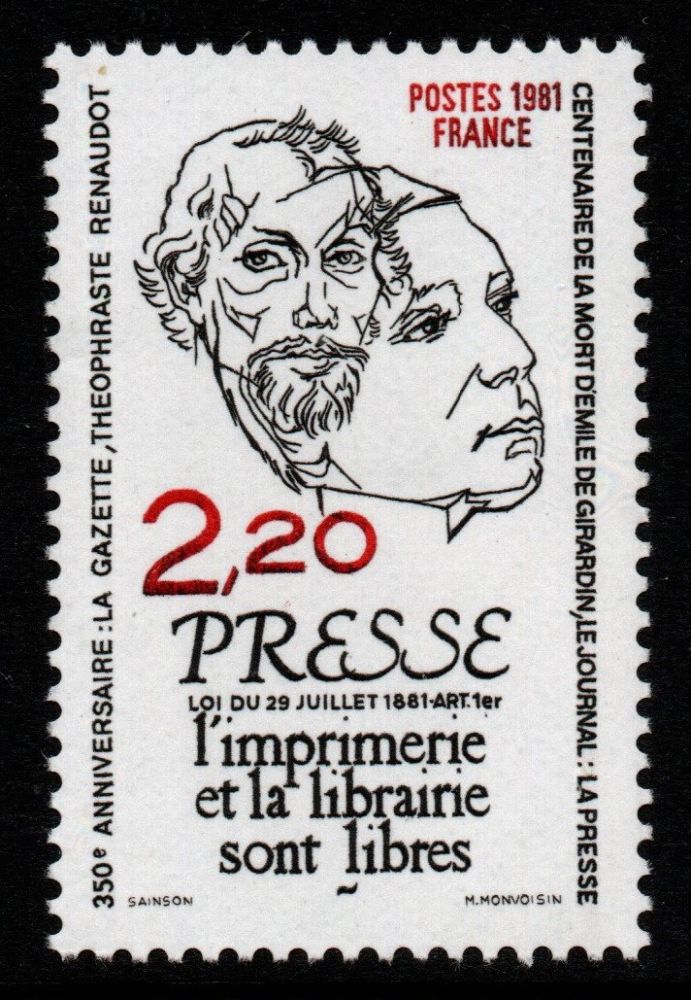 POSTES 1981
FRANCE
350e ANNIVERSAIRE : LA GAZETTE, THEOPHRASTE RENAUDOT
CENTENAIRE DE LA MORT D'EMILE DE GIRARDIN, LE JOURNAL : LA PRESSE
2,20
PRESSE
LOI DU 29 JUILLET 1881-ART. 1er
l'imprimerie
et la librairie
sont libres
SAINSON
M.MONVOISIN